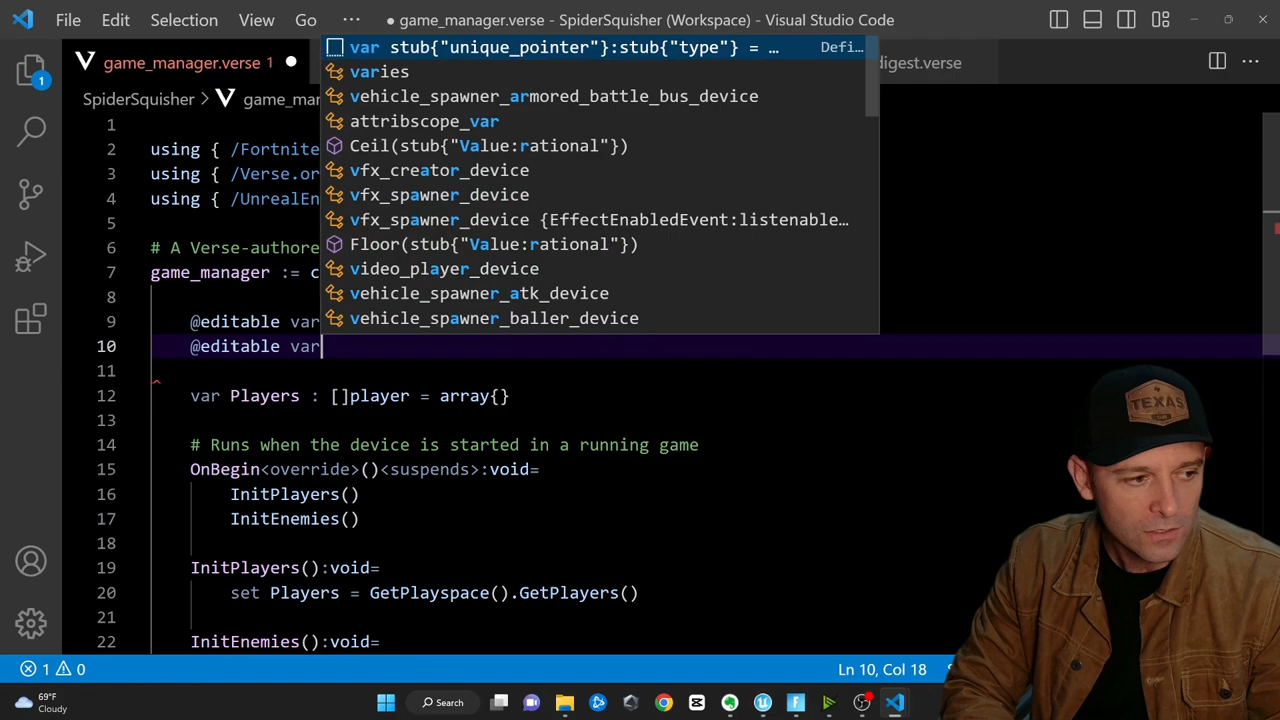 File Edit Selection View Go ··· ● game_manager.verse - SpiderSquisher (Workspace) - Visual Studio Code
game_manager.verse 1 ● digest.verse
SpiderSquisher > game_man
var stub{"unique_pointer"}:stub{"type"} = … Defi…
varies
vehicle_spawner_armored_battle_bus_device
attribscope_var
Ceil(stub{"Value:rational"})
vfx_creator_device
vfx_spawner_device
vfx_spawner_device {EffectEnabledEvent:listenable…
Floor(stub{"Value:rational"})
video_player_device
vehicle_spawner_atk_device
vehicle_spawner_baller_device
1
2 using { /Fortnite
3 using { /Verse.or
4 using { /UnrealEn
5
6 # A Verse-authore
7 game_manager := c
8
9 @editable var
10 @editable var
11
12 var Players : []player = array{}
13
14 # Runs when the device is started in a running game
15 OnBegin<override>()<suspends>:void=
16 InitPlayers()
17 InitEnemies()
18
19 InitPlayers():void=
20 set Players = GetPlayspace().GetPlayers()
21
22 InitEnemies():void=
1
TEXAS
1 0 Ln 10, Col 18
69°F
Cloudy
Search